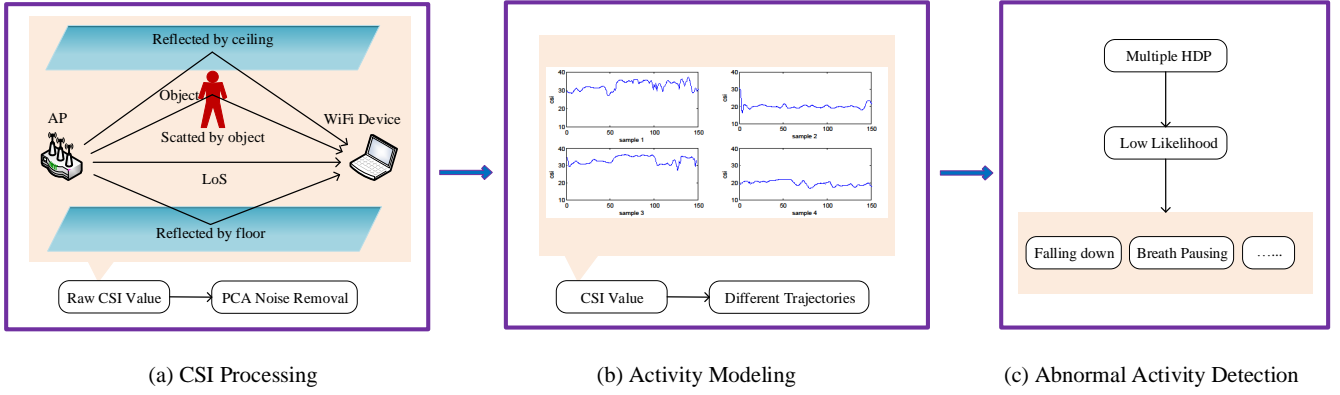 Reflected by ceiling
Object
AP
WiFi Device
Scatted by object
LoS
Reflected by floor
Raw CSI Value
PCA Noise Removal
(a) CSI Processing
40
30
20
10
csi
0
50
100
150
sample 1
40
30
20
10
csi
0
50
100
150
sample 2
40
30
20
10
csi
0
50
100
150
sample 3
40
30
20
10
csi
0
50
100
150
sample 4
CSI Value
Different Trajectories
(b) Activity Modeling
Multiple HDP
Low Likelihood
Falling down
Breath Pausing
…...
(c) Abnormal Activity Detection